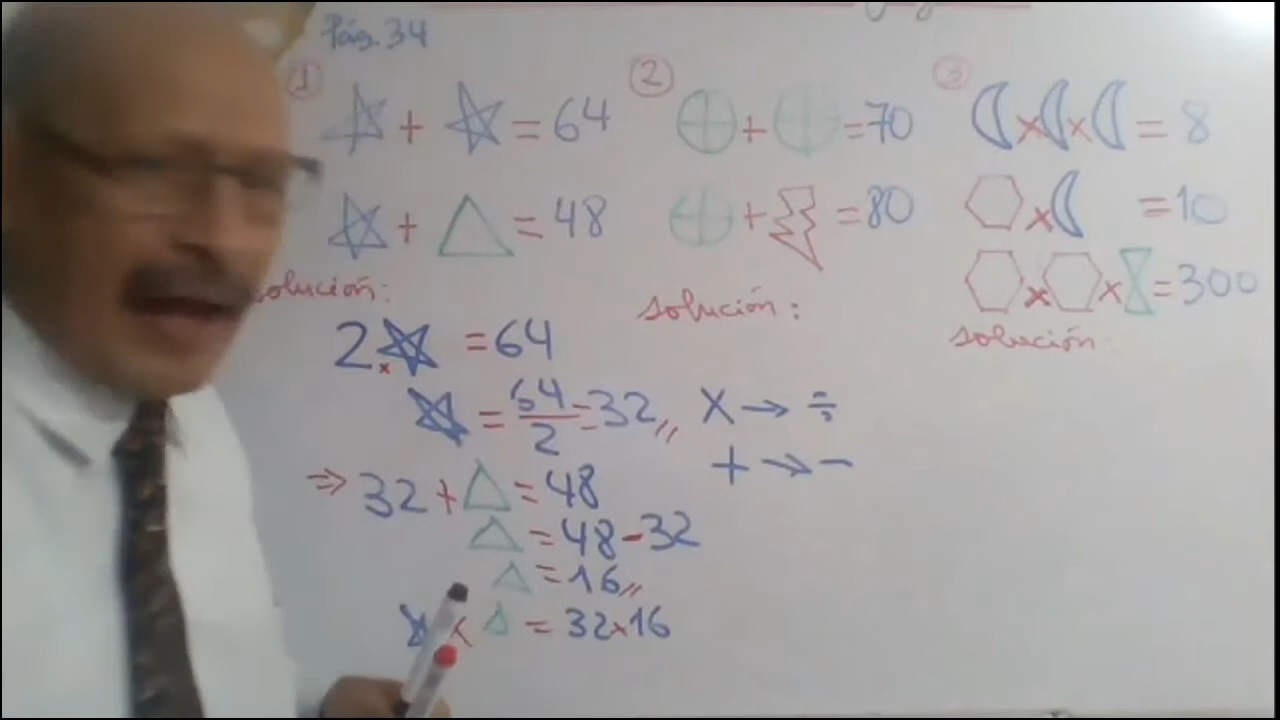 Pág. 34
1
+ = 64
+ = 48
solución:
2 x = 64
= 64/2 = 32,,
⇒ 32 + △ = 48
△ = 48 - 32
△ = 16,,
x △ = 32 x 16
2
+ = 70
+ = 80
solución:
X → ÷
+ → -
3
x x = 8
x = 10
x x = 300
solución